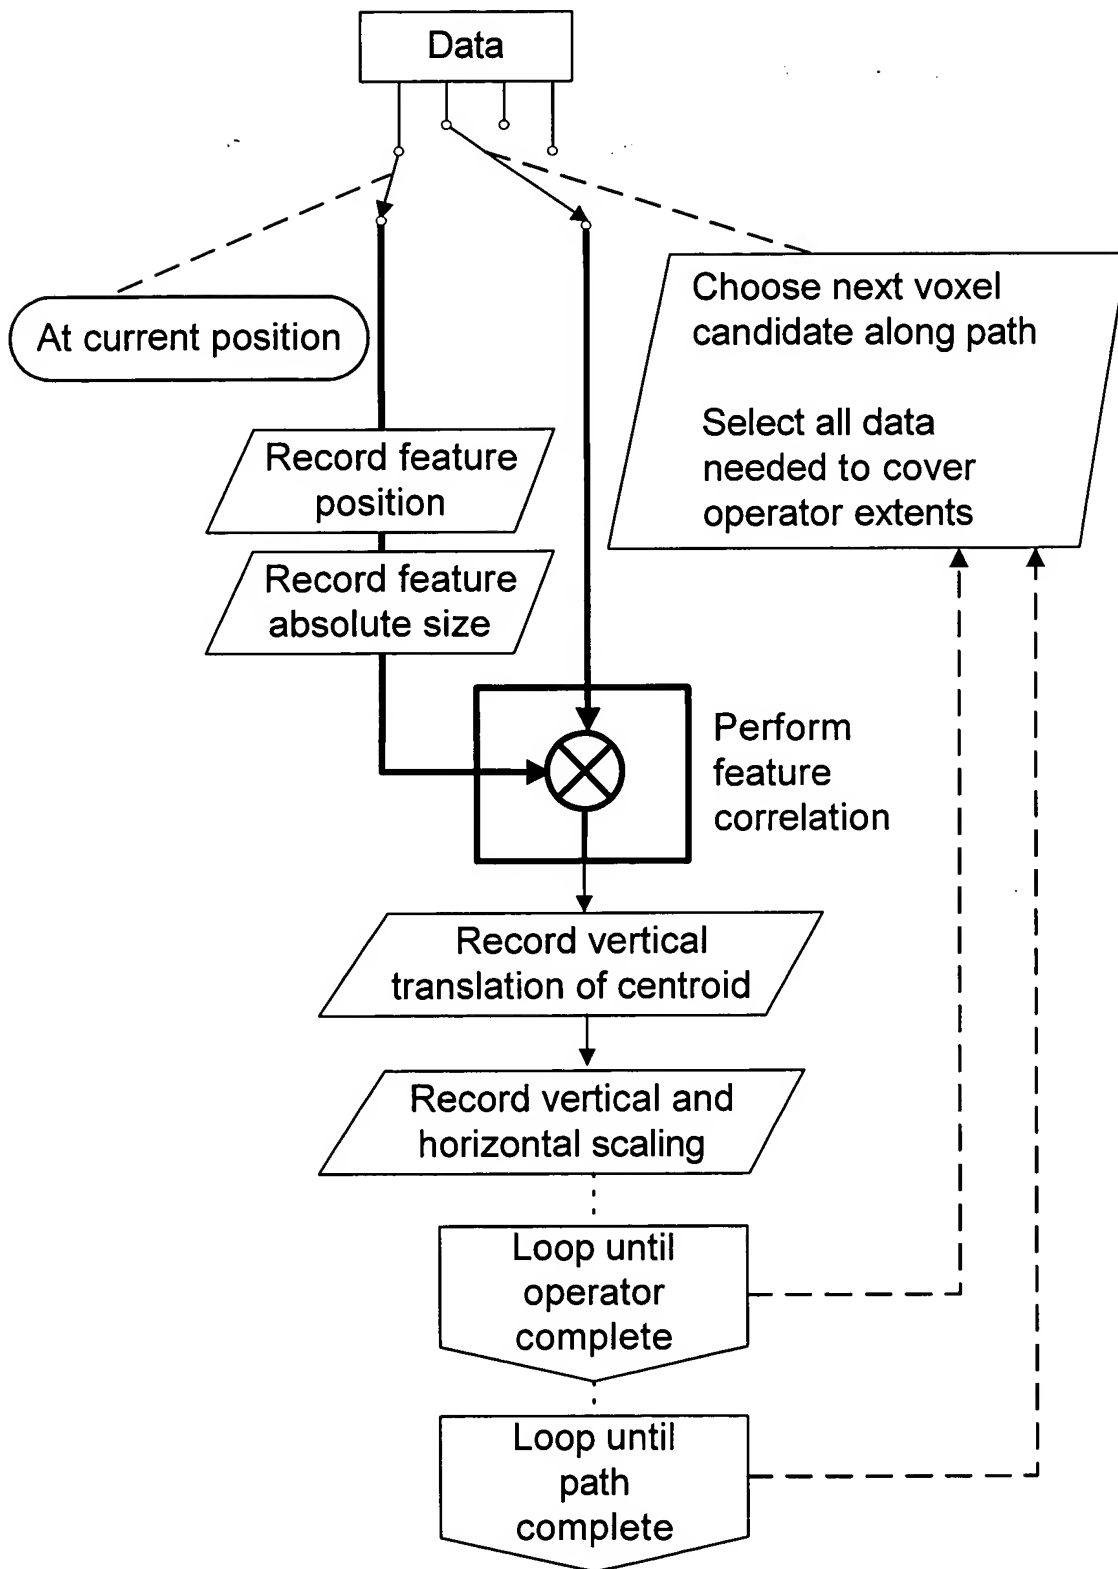 Data
At current position
Choose next voxel
candidate along path
Select all data
needed to cover
operator extents
Record feature
position
Record feature
absolute size
Perform
feature
correlation
Record vertical
translation of centroid
Record vertical and
horizontal scaling
Loop until
operator
complete
Loop until
path
complete